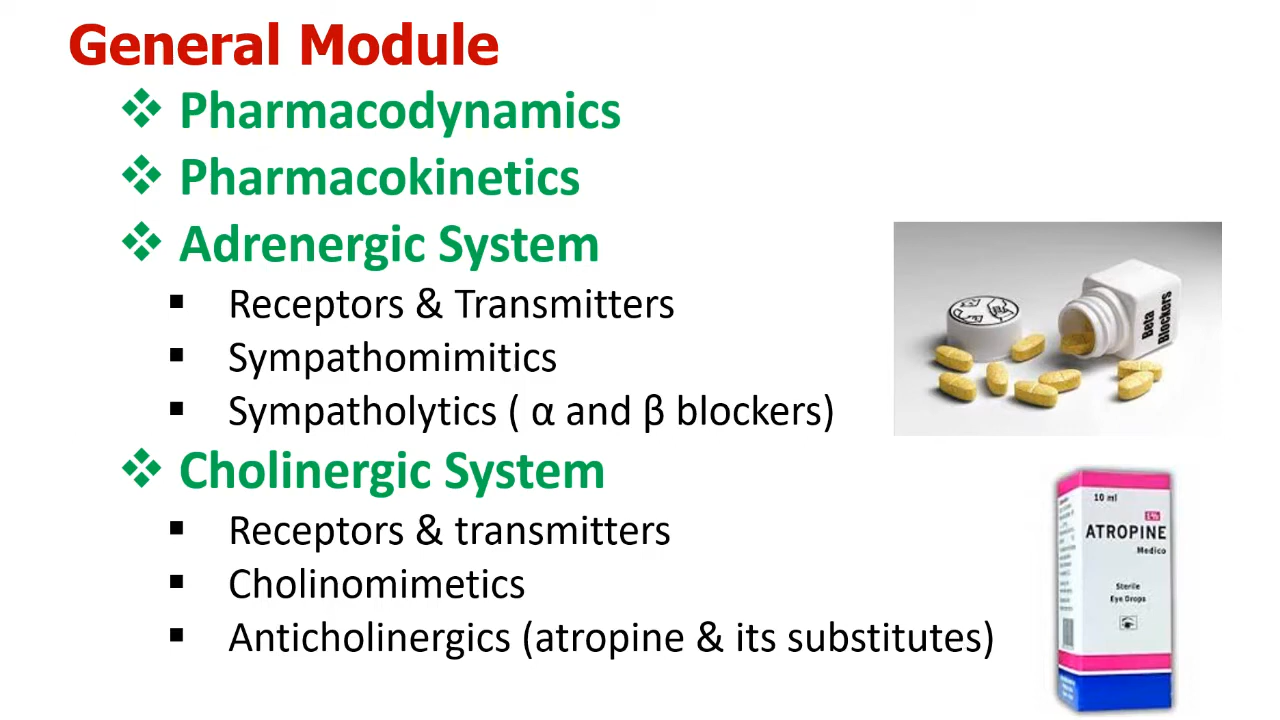 General Module
❖ Pharmacodynamics
❖ Pharmacokinetics
❖ Adrenergic System
▪ Receptors & Transmitters
▪ Sympathomimitics
▪ Sympatholytics ( α and β blockers)
❖ Cholinergic System
▪ Receptors & transmitters
▪ Cholinomimetics
▪ Anticholinergics (atropine & its substitutes)
Beta
Blockers
10 ml
1%
ATROPINE
Medico
Sterile
Eye Drops